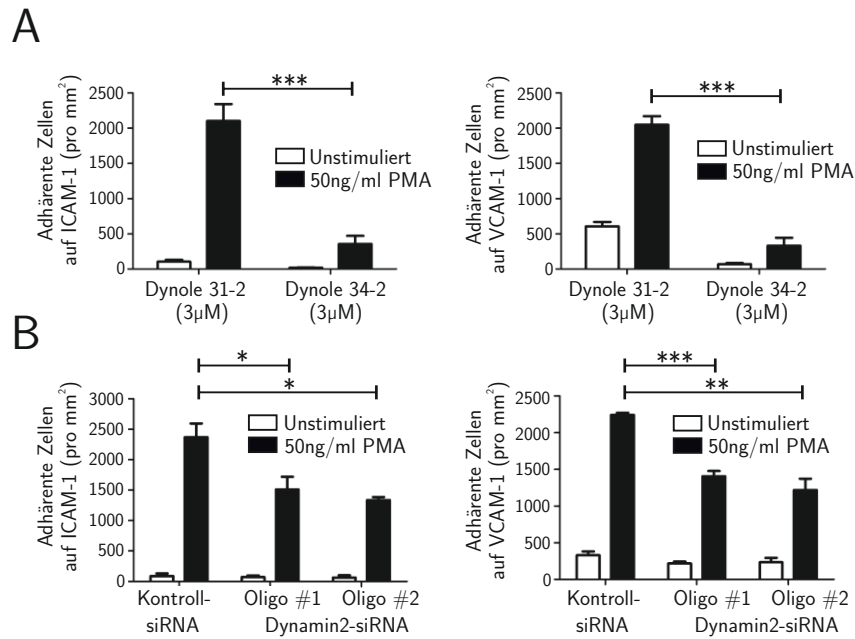 A
Adhärente Zellen
auf ICAM-1 (pro mm²)
2500
2000
1500
1000
500
0
***
Unstimuliert
50ng/ml PMA
Dynole 31-2
(3µM)
Dynole 34-2
(3µM)
Adhärente Zellen
auf VCAM-1 (pro mm²)
2500
2000
1500
1000
500
0
***
Unstimuliert
50ng/ml PMA
Dynole 31-2
(3µM)
Dynole 34-2
(3µM)
B
Adhärente Zellen
auf ICAM-1 (pro mm²)
3000
2500
2000
1500
1000
500
0
*
*
Unstimuliert
50ng/ml PMA
Kontroll-
siRNA
Oligo #1
Oligo #2
Dynamin2-siRNA
Adhärente Zellen
auf VCAM-1 (pro mm²)
2500
2000
1500
1000
500
0
***
**
Unstimuliert
50ng/ml PMA
Kontroll-
siRNA
Oligo #1
Oligo #2
Dynamin2-siRNA